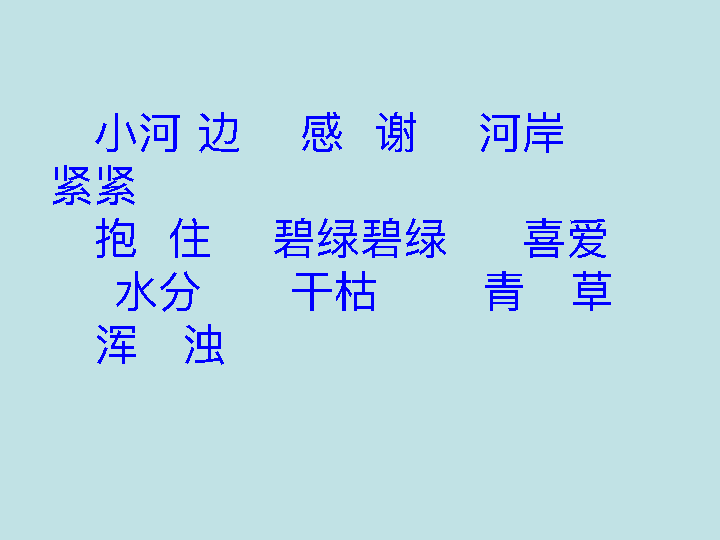 小河 边 感 谢 河岸
紧紧
抱 住 碧绿碧绿 喜爱
水分 干枯 青 草
浑 浊